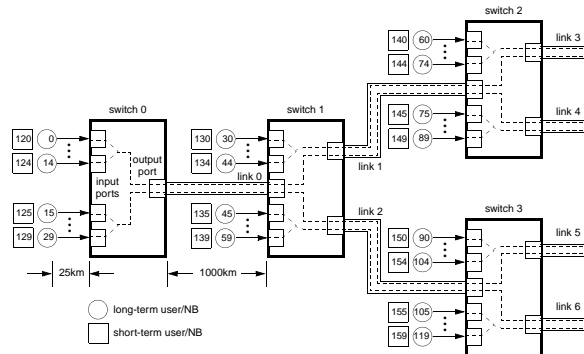 switch 2
140 60
144 74
link 3
145 75
149 89
link 4
switch 0
switch 1
120 0
124 14
130 30
134 44
output
port
input
ports
link 0
link 1
125 15
129 29
135 45
139 59
link 2
switch 3
25km
1000km
150 90
154 104
link 5
155 105
159 119
link 6
long-term user/NB
short-term user/NB